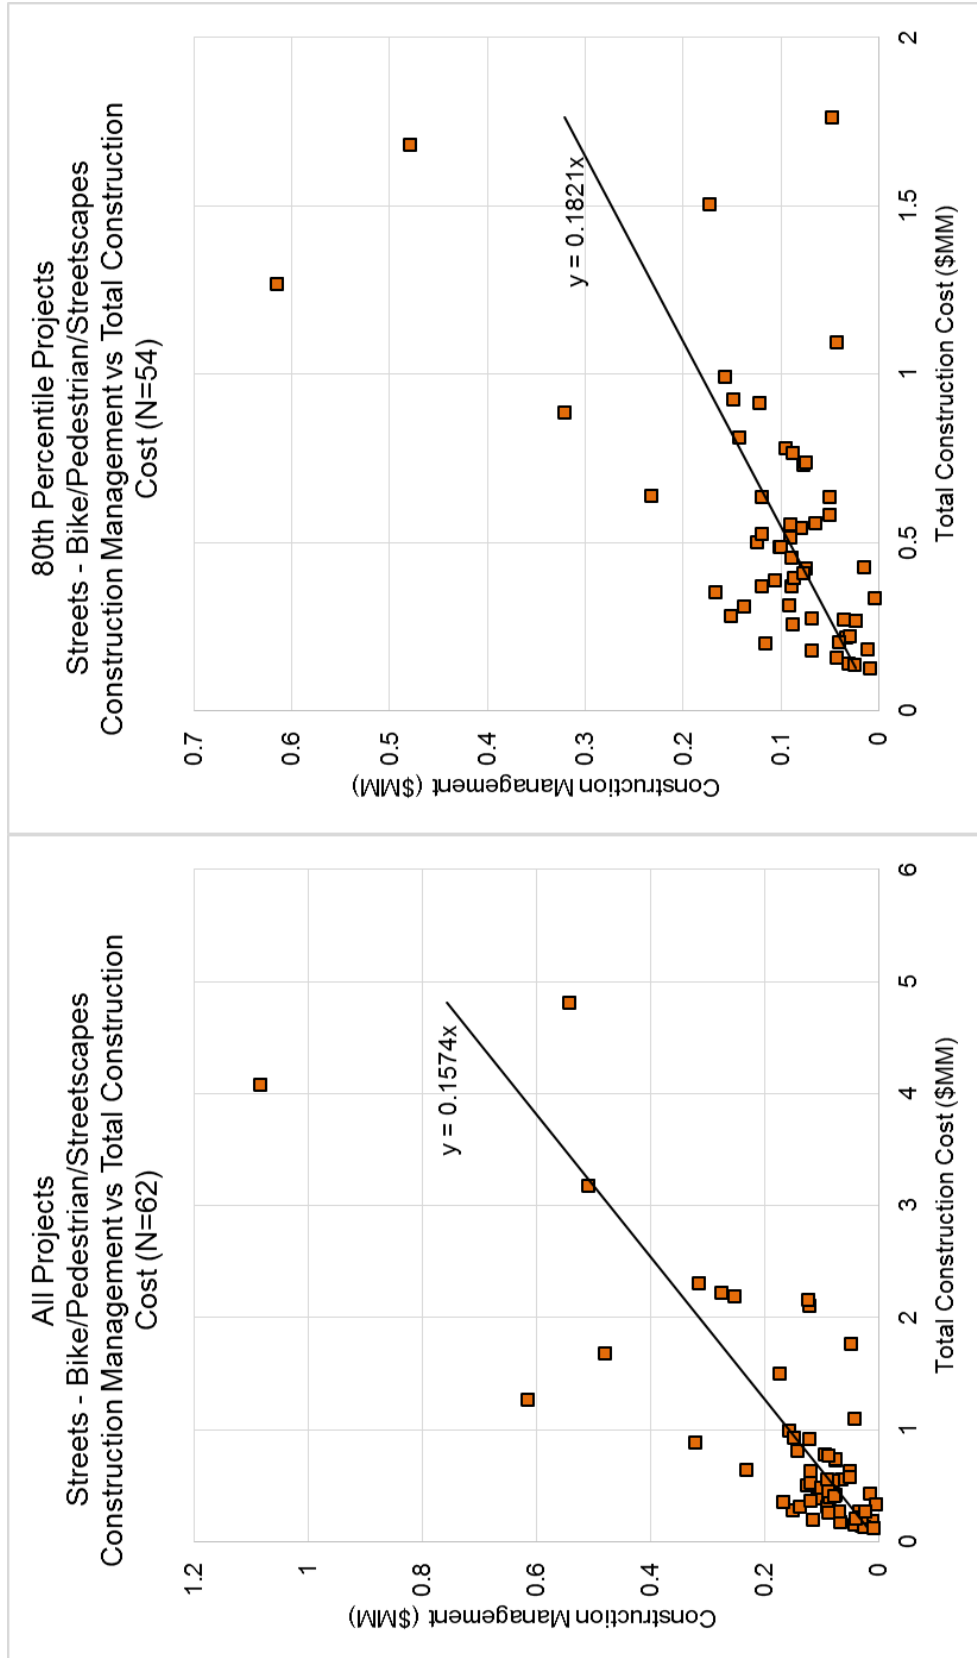 All Projects
Streets - Bike/Pedestrian/Streetscapes
Construction Management vs Total Construction
Cost (N=62)
Construction Management ($MM)
1.2
1
0.8
0.6
0.4
0.2
0
y = 0.1574x
0
1
2
3
4
5
6
Total Construction Cost ($MM)
80th Percentile Projects
Streets - Bike/Pedestrian/Streetscapes
Construction Management vs Total Construction
Cost (N=54)
Construction Management ($MM)
0.7
0.6
0.5
0.4
0.3
0.2
0.1
0
y = 0.1821x
0
0.5
1
1.5
2
Total Construction Cost ($MM)